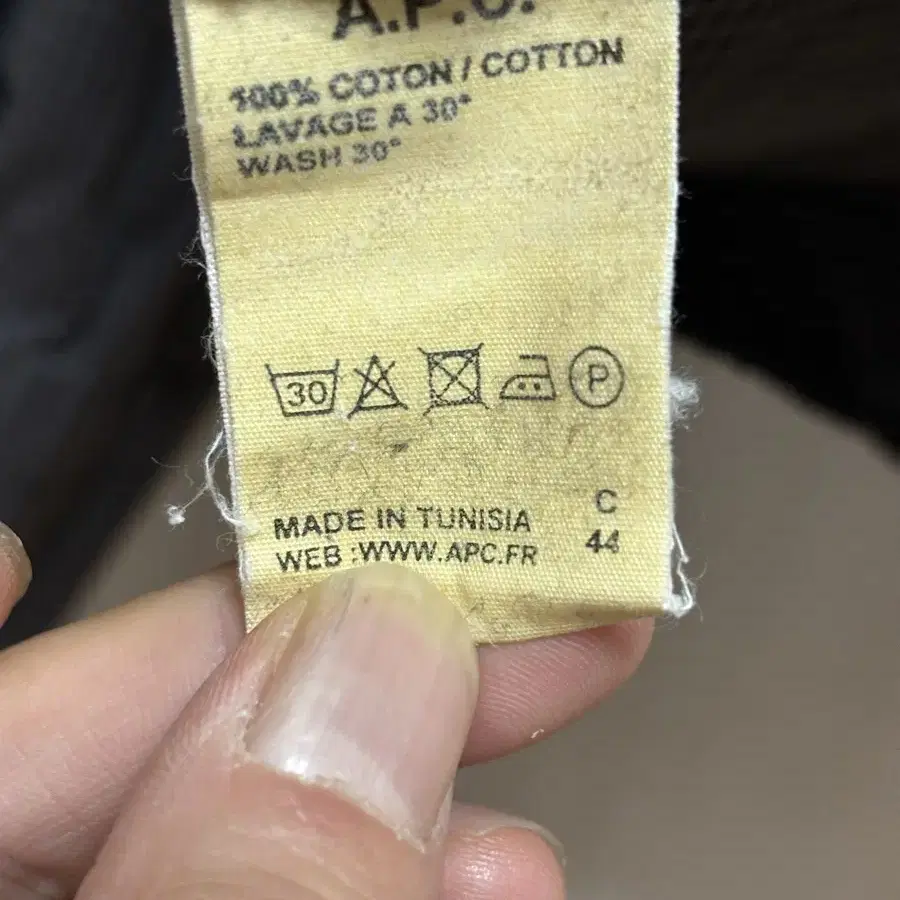 A.P.C.
100% COTON / COTTON
LAVAGE A 30°
WASH 30°
30 P
MADE IN TUNISIA C
WEB :WWW.APC.FR 44